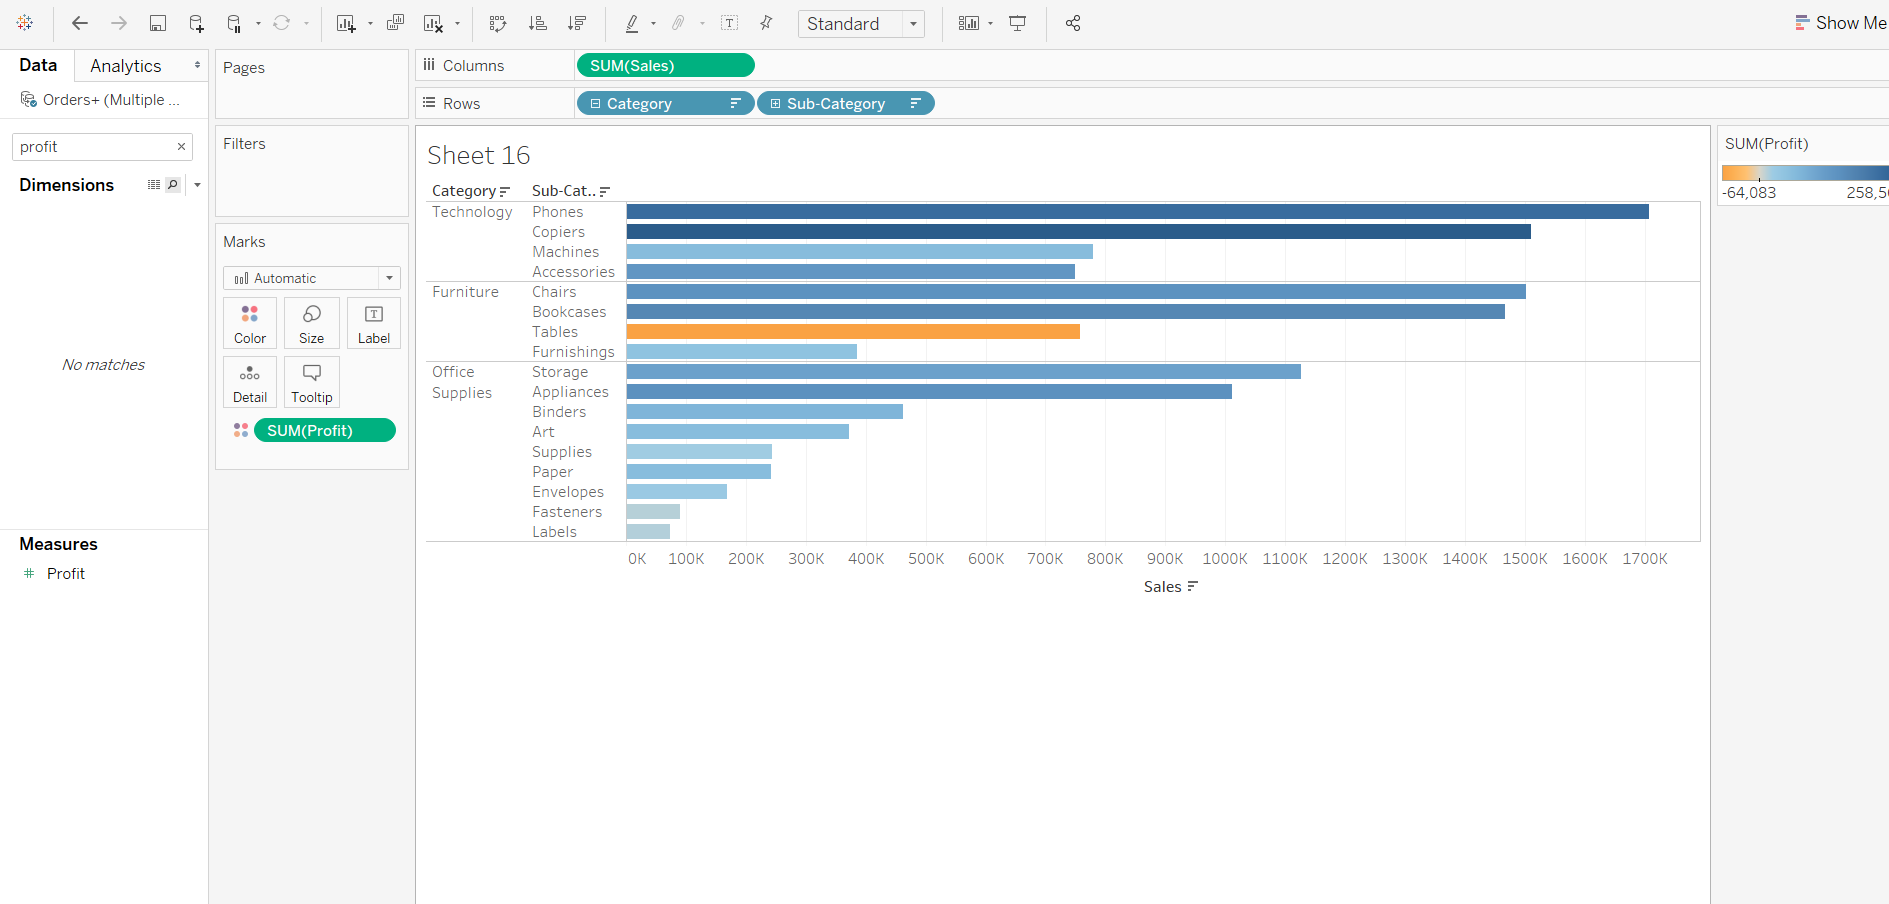 Standard
Show Me
Data
Analytics
Orders+ (Multiple ...
profit
Dimensions
No matches
Measures
Profit
Pages
Filters
Marks
Automatic
Color
Size
Label
Detail
Tooltip
SUM(Profit)
Columns
SUM(Sales)
Rows
Category
Sub-Category
Sheet 16
Category
Sub-Cat..
Technology
Phones
Copiers
Machines
Accessories
Furniture
Chairs
Bookcases
Tables
Furnishings
Office
Supplies
Storage
Appliances
Binders
Art
Supplies
Paper
Envelopes
Fasteners
Labels
0K 100K 200K 300K 400K 500K 600K 700K 800K 900K 1000K 1100K 1200K 1300K 1400K 1500K 1600K 1700K
Sales
SUM(Profit)
-64,083